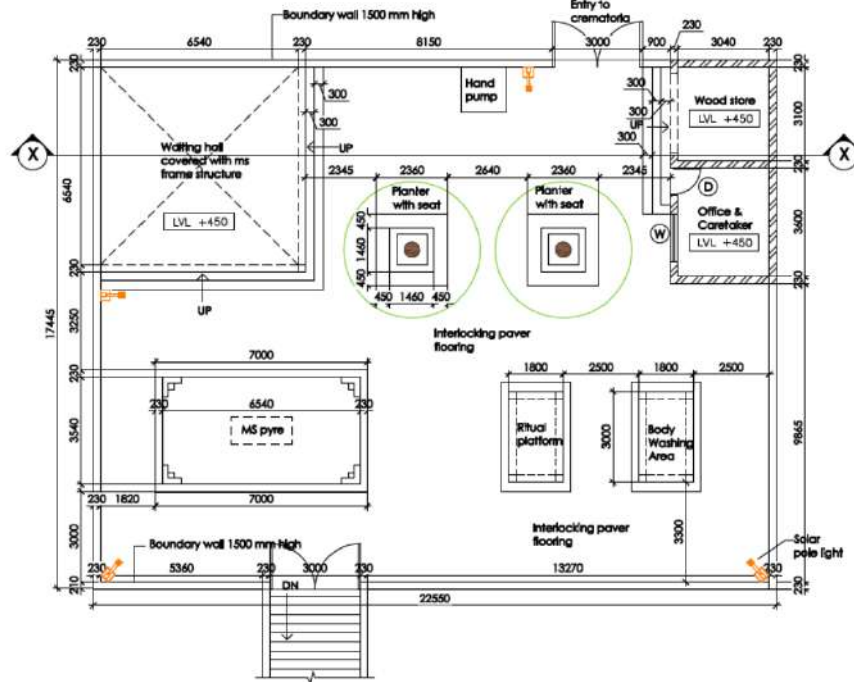 Boundary wall 1500 mm high
Entry to
crematoria
230
230
6540
230
8150
3000
900
3040
230
230
Hand
pump
300
300
UP
Waiting hall
covered with ms
frame structure
LVL +450
Wood store
LVL +450
300
300
UP
230
3100
230
X
X
2345
2360
2640
2360
2345
Planter
with seat
Planter
with seat
D
W
Office &
Caretaker
LVL +450
3600
230
6540
230
450
1460
450
450
1460
450
UP
3250
17445
Interlocking paver
flooring
7000
230
6540
230
MS pyre
230
3540
7000
230
1820
1800
2500
1800
2500
Ritual
platform
3000
Body
Washing
Area
9865
Interlocking paver
flooring
3300
3000
Boundary wall 1500 mm high
Solar
pole light
230
5360
230
3000
230
13270
230
210
230
DN
22550